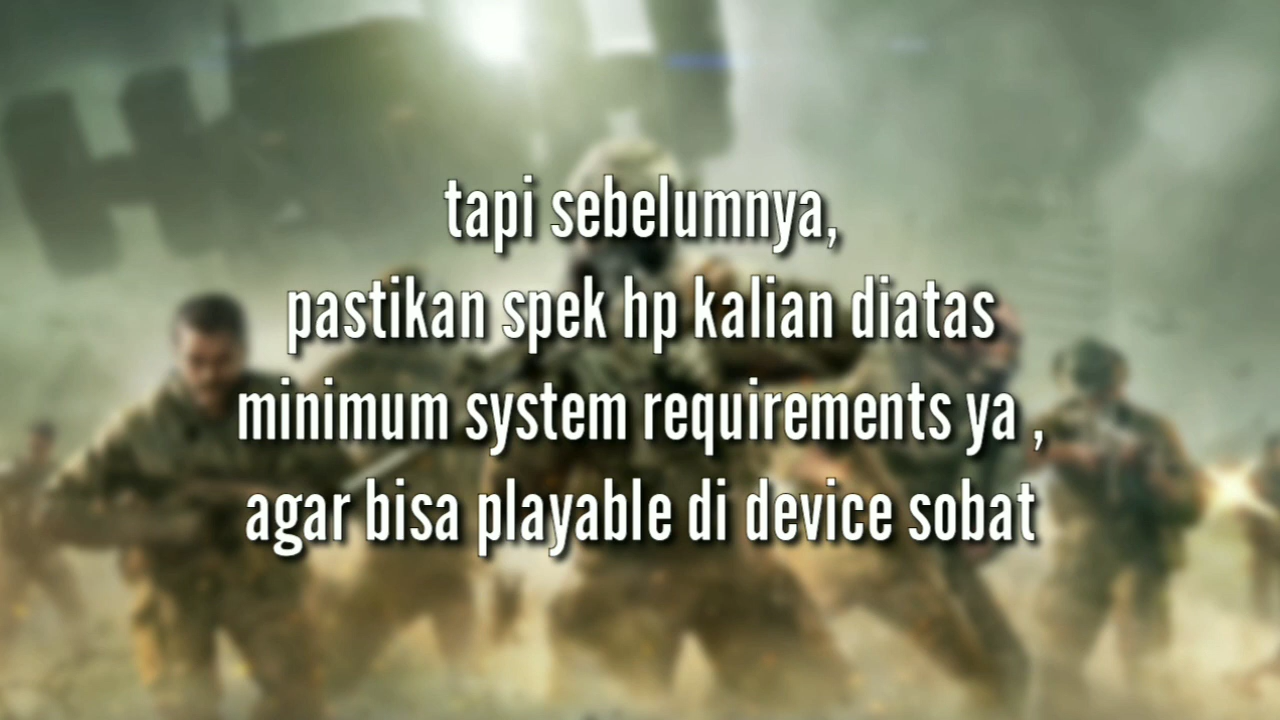 tapi sebelumnya,
pastikan spek hp kalian diatas
minimum system requirements ya ,
agar bisa playable di device sobat